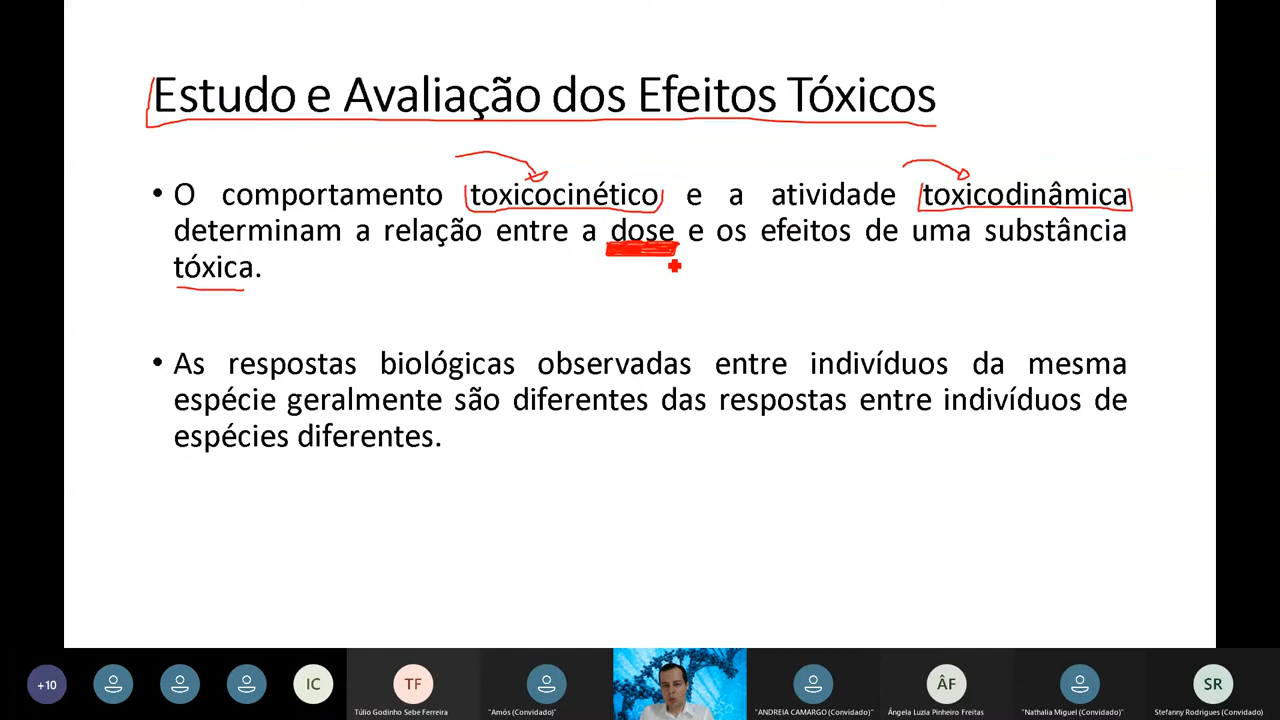 Estudo e Avaliação dos Efeitos Tóxicos
• O comportamento toxicocinético e a atividade toxicodinâmica
determinam a relação entre a dose e os efeitos de uma substância
tóxica.
• As respostas biológicas observadas entre indivíduos da mesma
espécie geralmente são diferentes das respostas entre indivíduos de
espécies diferentes.
+10
IC
TF
ÂF
SR
Túlio Godinho Sebe Ferreira
"Amós (Convidado)"
"ANDREIA CAMARGO (Convidado)"
Ângela Luzia Pinheiro Freitas
"Nathalia Miguel (Convidado)"
Stefanny Rodrigues (Convidado)